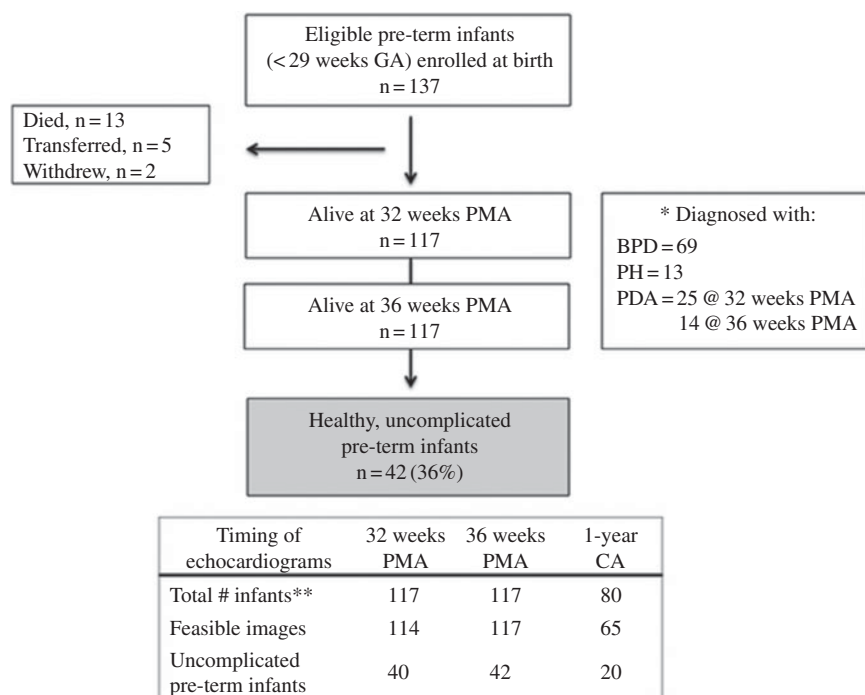 Eligible pre-term infants
(< 29 weeks GA) enrolled at birth
n = 137
Died, n = 13
Transferred, n = 5
Withdrew, n = 2
Alive at 32 weeks PMA
n = 117
* Diagnosed with:
BPD = 69
PH = 13
PDA = 25 @ 32 weeks PMA
14 @ 36 weeks PMA
Alive at 36 weeks PMA
n = 117
Healthy, uncomplicated
pre-term infants
n = 42 (36%)
Timing of 32 weeks 36 weeks 1-year
echocardiograms PMA PMA CA
Total # infants** 117 117 80
Feasible images 114 117 65
Uncomplicated
pre-term infants 40 42 20